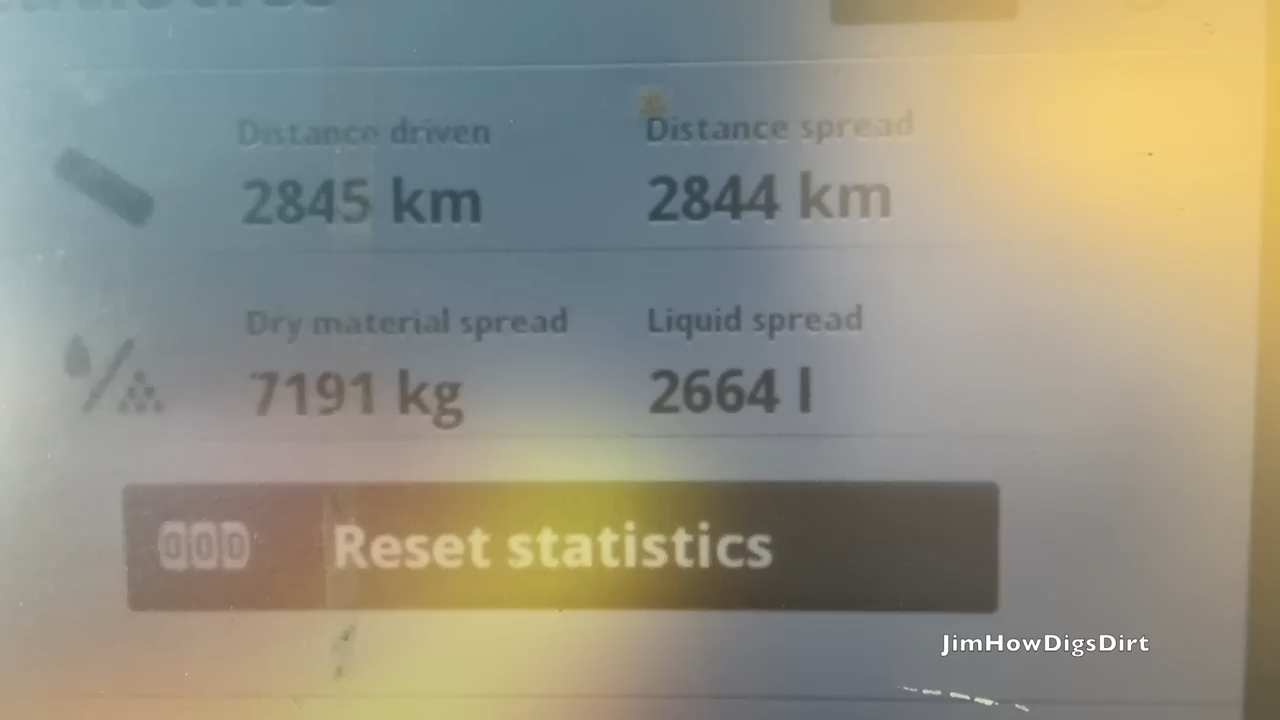 Distance driven
Distance spread
2845 km
2844 km
Dry material spread
Liquid spread
7191 kg
2664 l
000 Reset statistics
JimHowDigsDirt